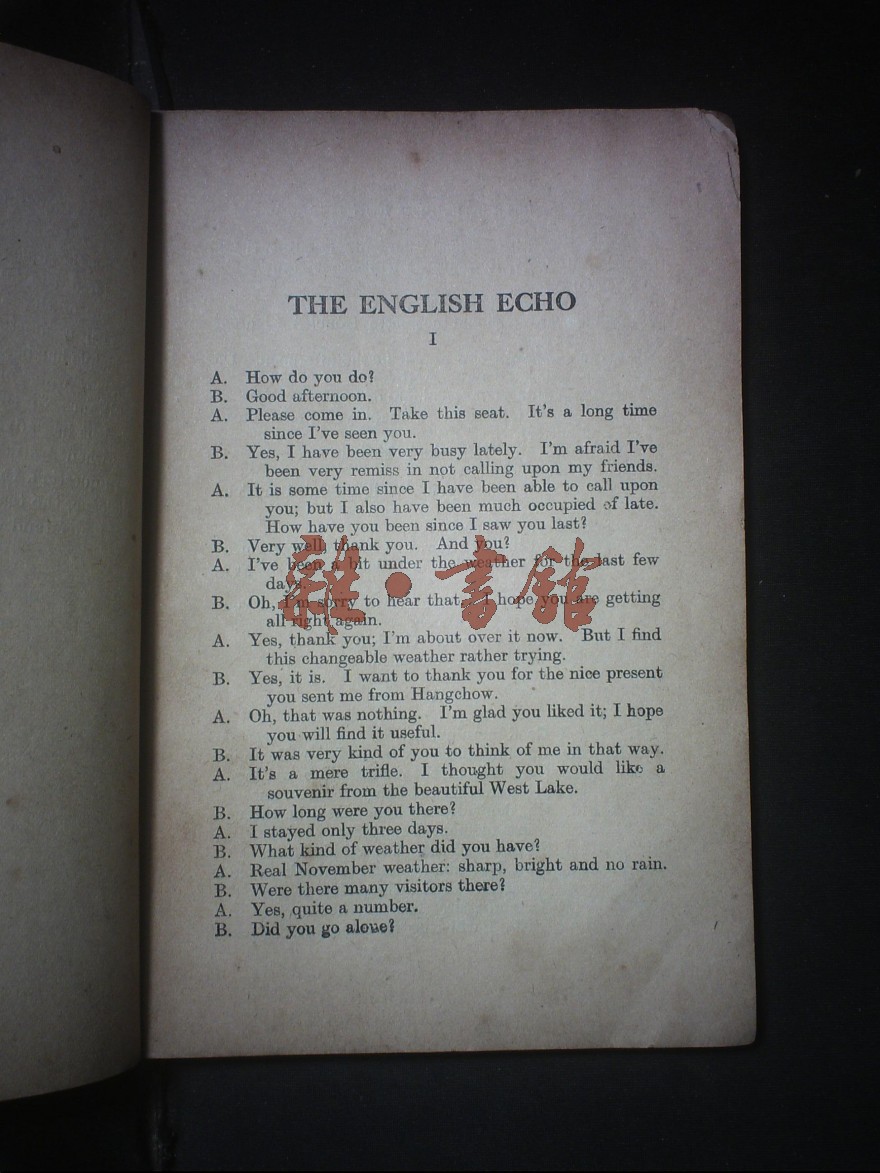 THE ENGLISH ECHO
I
A. How do you do?
B. Good afternoon.
A. Please come in. Take this seat. It's a long time
since I've seen you.
B. Yes, I have been very busy lately. I'm afraid I've
been very remiss in not calling upon my friends.
A. It is some time since I have been able to call upon
you; but I also have been much occupied of late.
How have you been since I saw you last?
B. Very well, thank you. And you?
A. I've been a bit under the weather for the last few
days.
B. Oh, I'm sorry to hear that. I hope you are getting
all right again.
A. Yes, thank you; I'm about over it now. But I find
this changeable weather rather trying.
B. Yes, it is. I want to thank you for the nice present
you sent me from Hangchow.
A. Oh, that was nothing. I'm glad you liked it; I hope
you will find it useful.
B. It was very kind of you to think of me in that way.
A. It's a mere trifle. I thought you would like a
souvenir from the beautiful West Lake.
B. How long were you there?
A. I stayed only three days.
B. What kind of weather did you have?
A. Real November weather: sharp, bright and no rain.
B. Were there many visitors there?
A. Yes, quite a number.
B. Did you go alone?
雜·書館